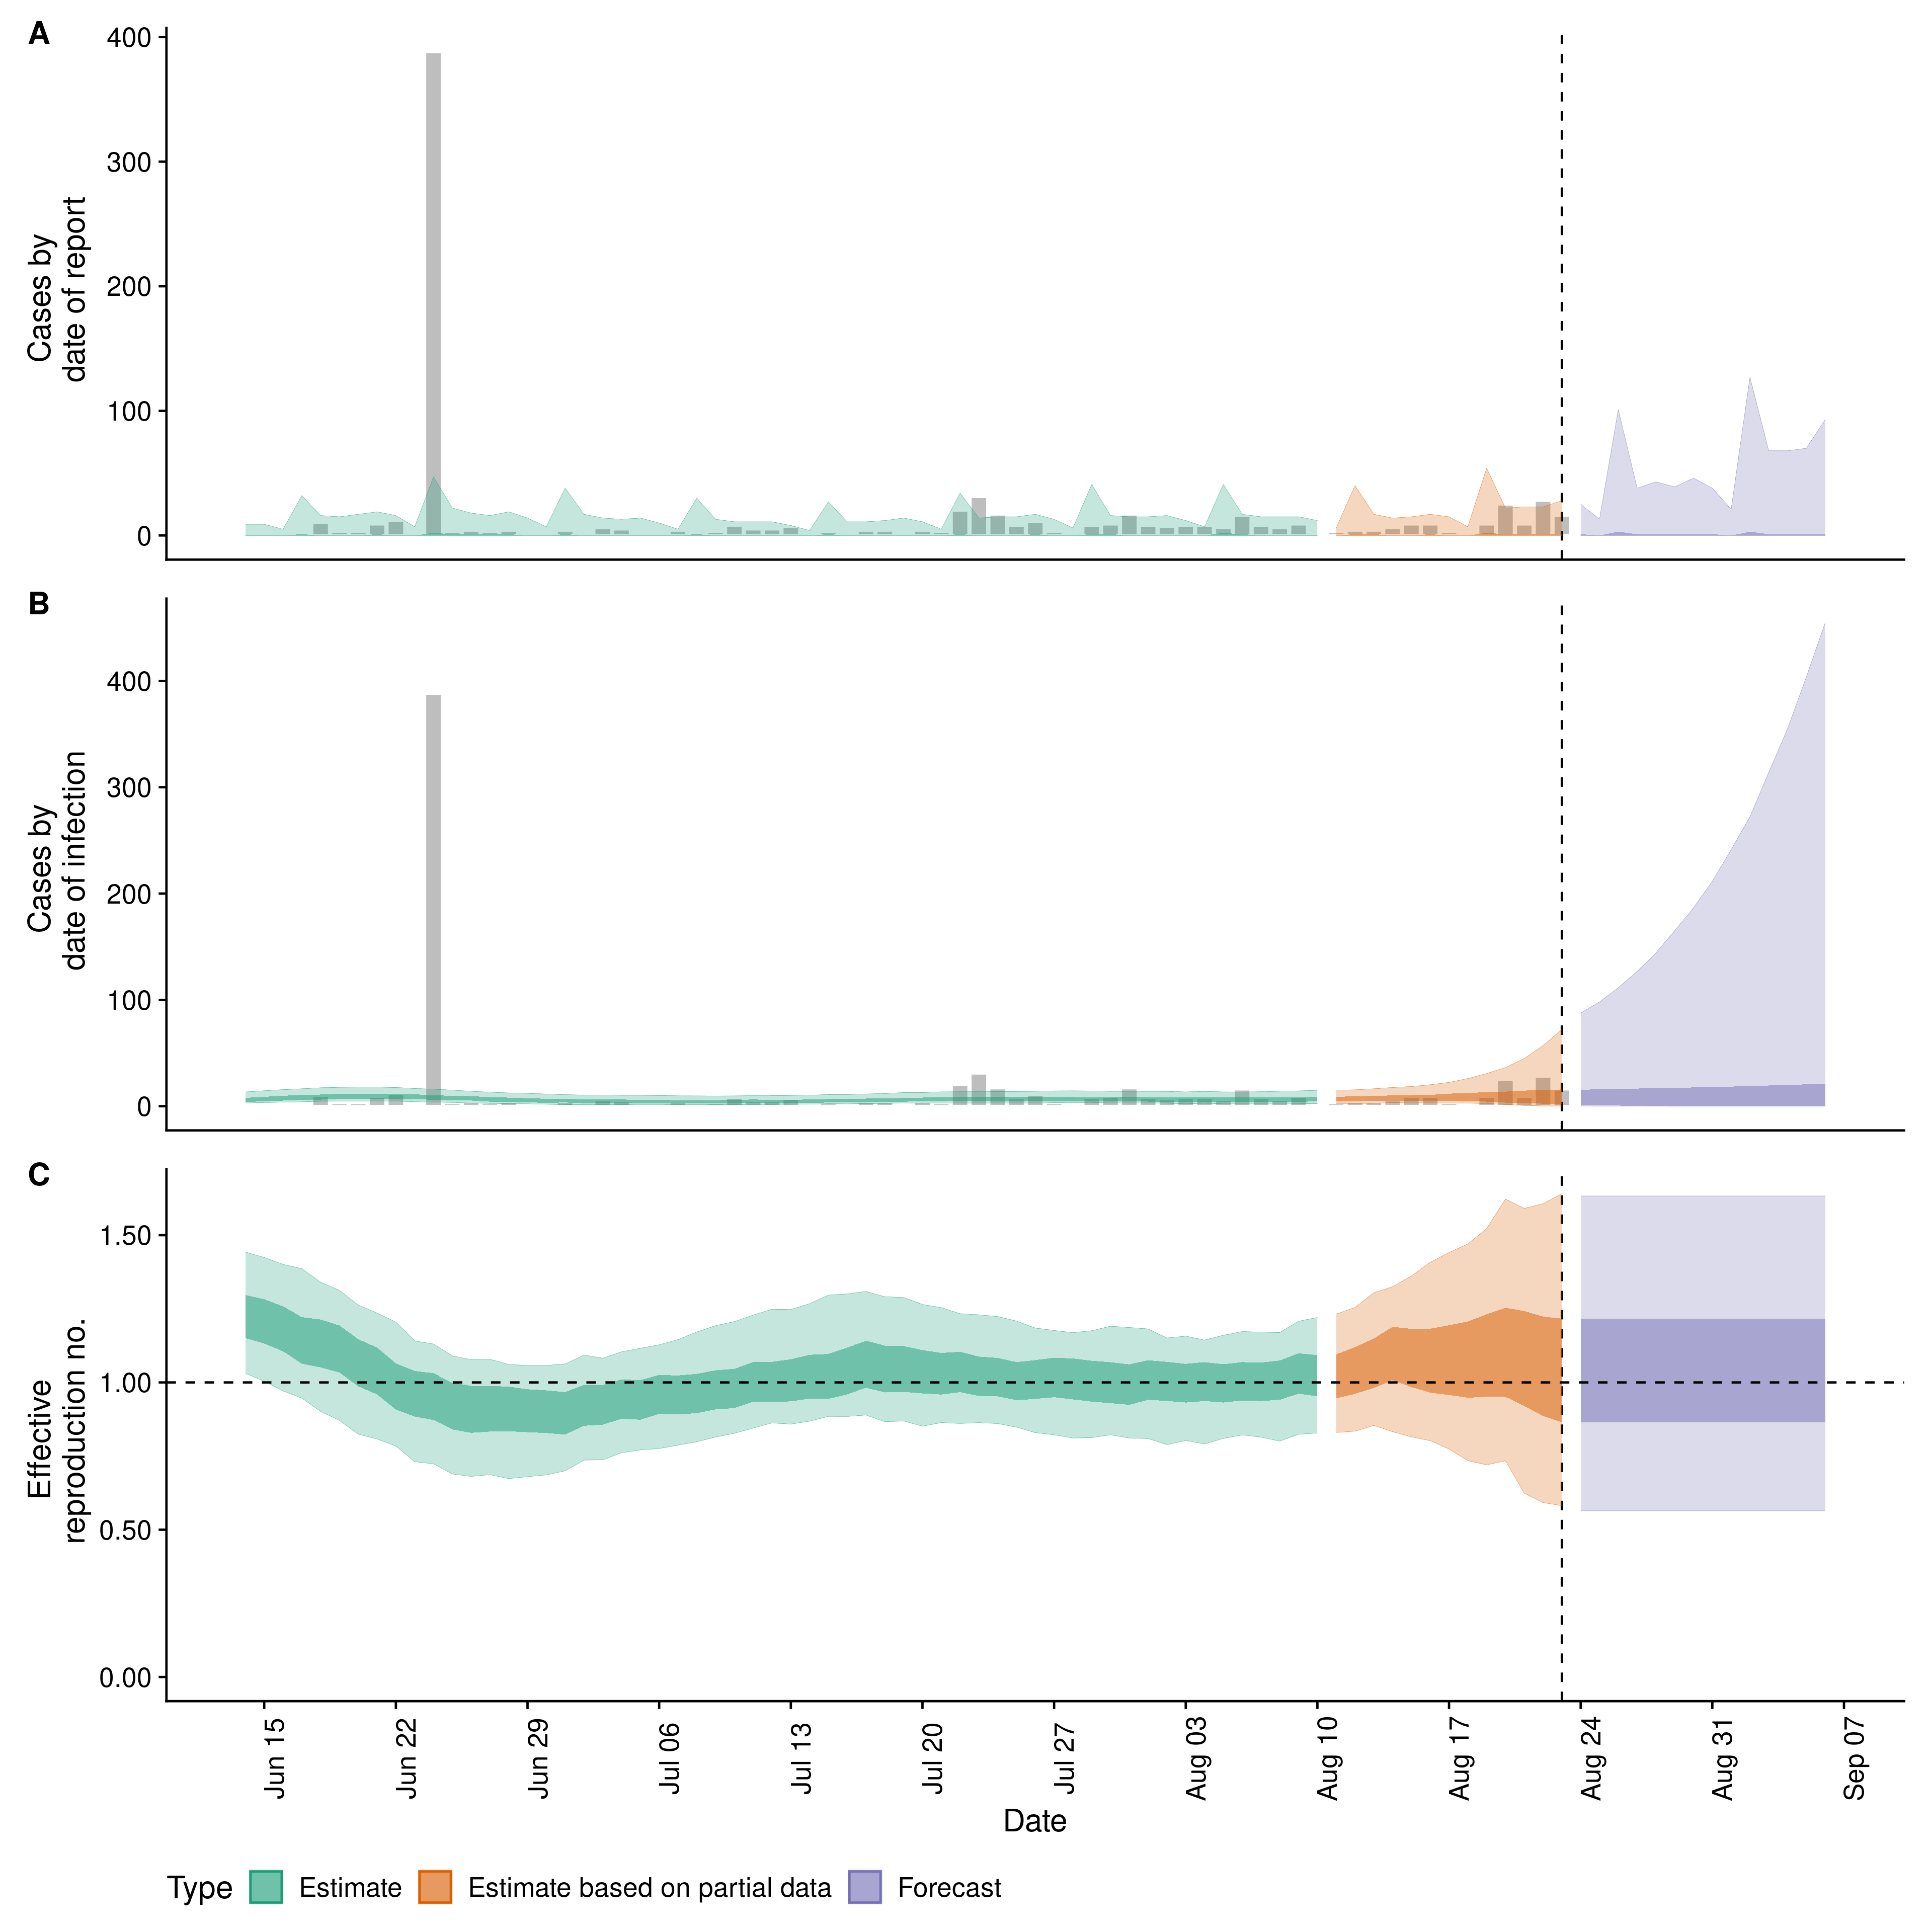 A
400
300
200
100
0
Cases by
date of report
B
400
300
200
100
0
Cases by
date of infection
C
1.50
1.00
0.50
0.00
Effective
reproduction no.
Jun 15
Jun 22
Jun 29
Jul 06
Jul 13
Jul 20
Jul 27
Aug 03
Aug 10
Aug 17
Aug 24
Aug 31
Sep 07
Date
Type Estimate Estimate based on partial data Forecast